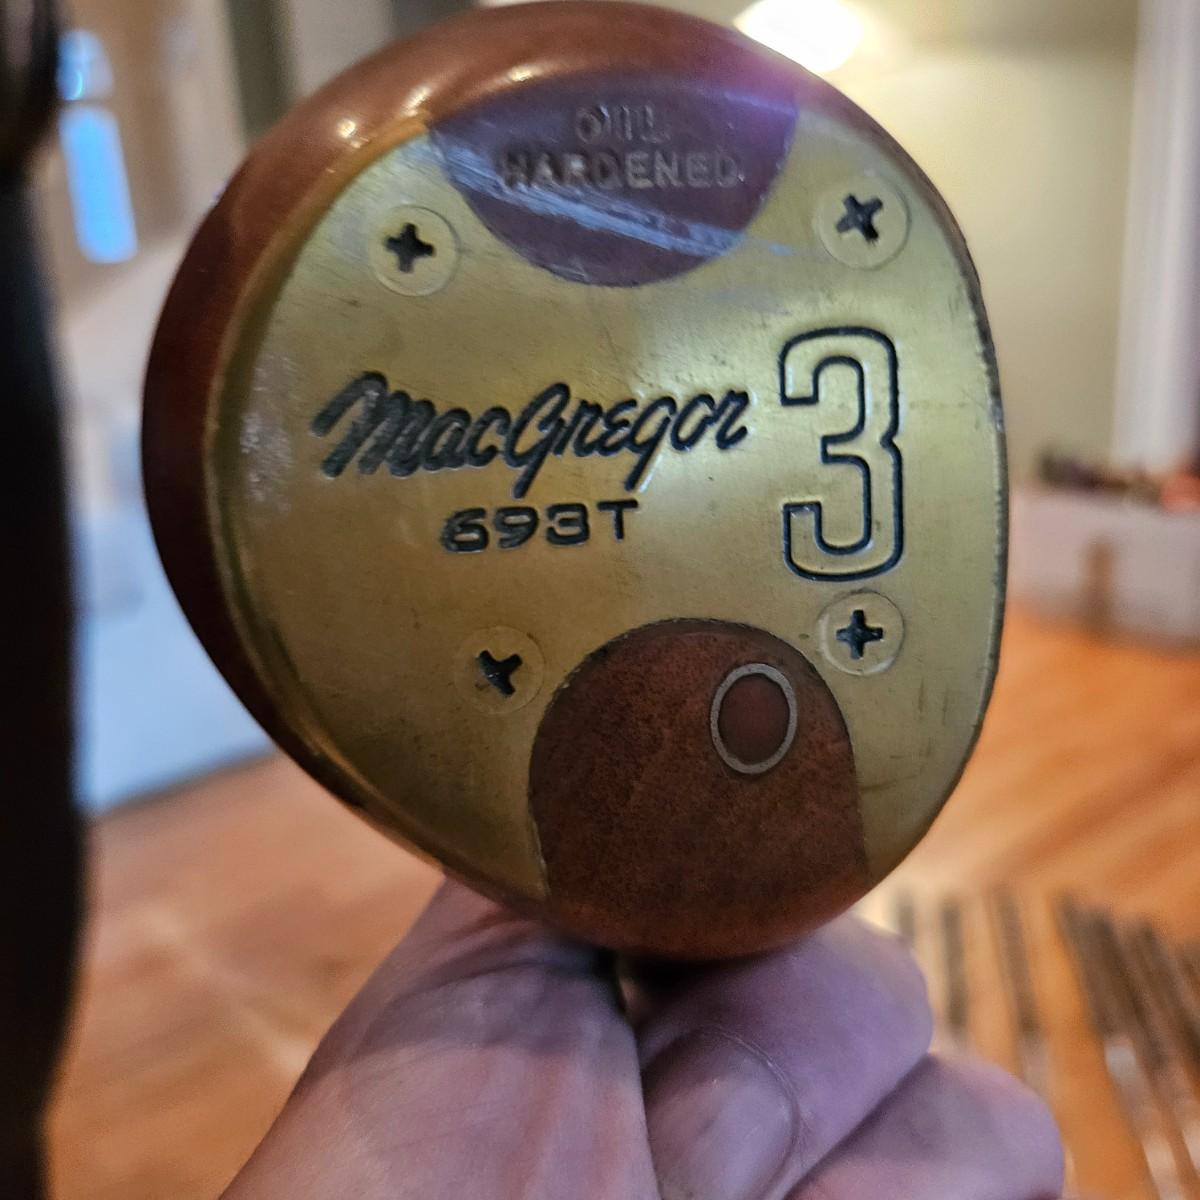 OIL
HARDENED
MacGregor
693T
3